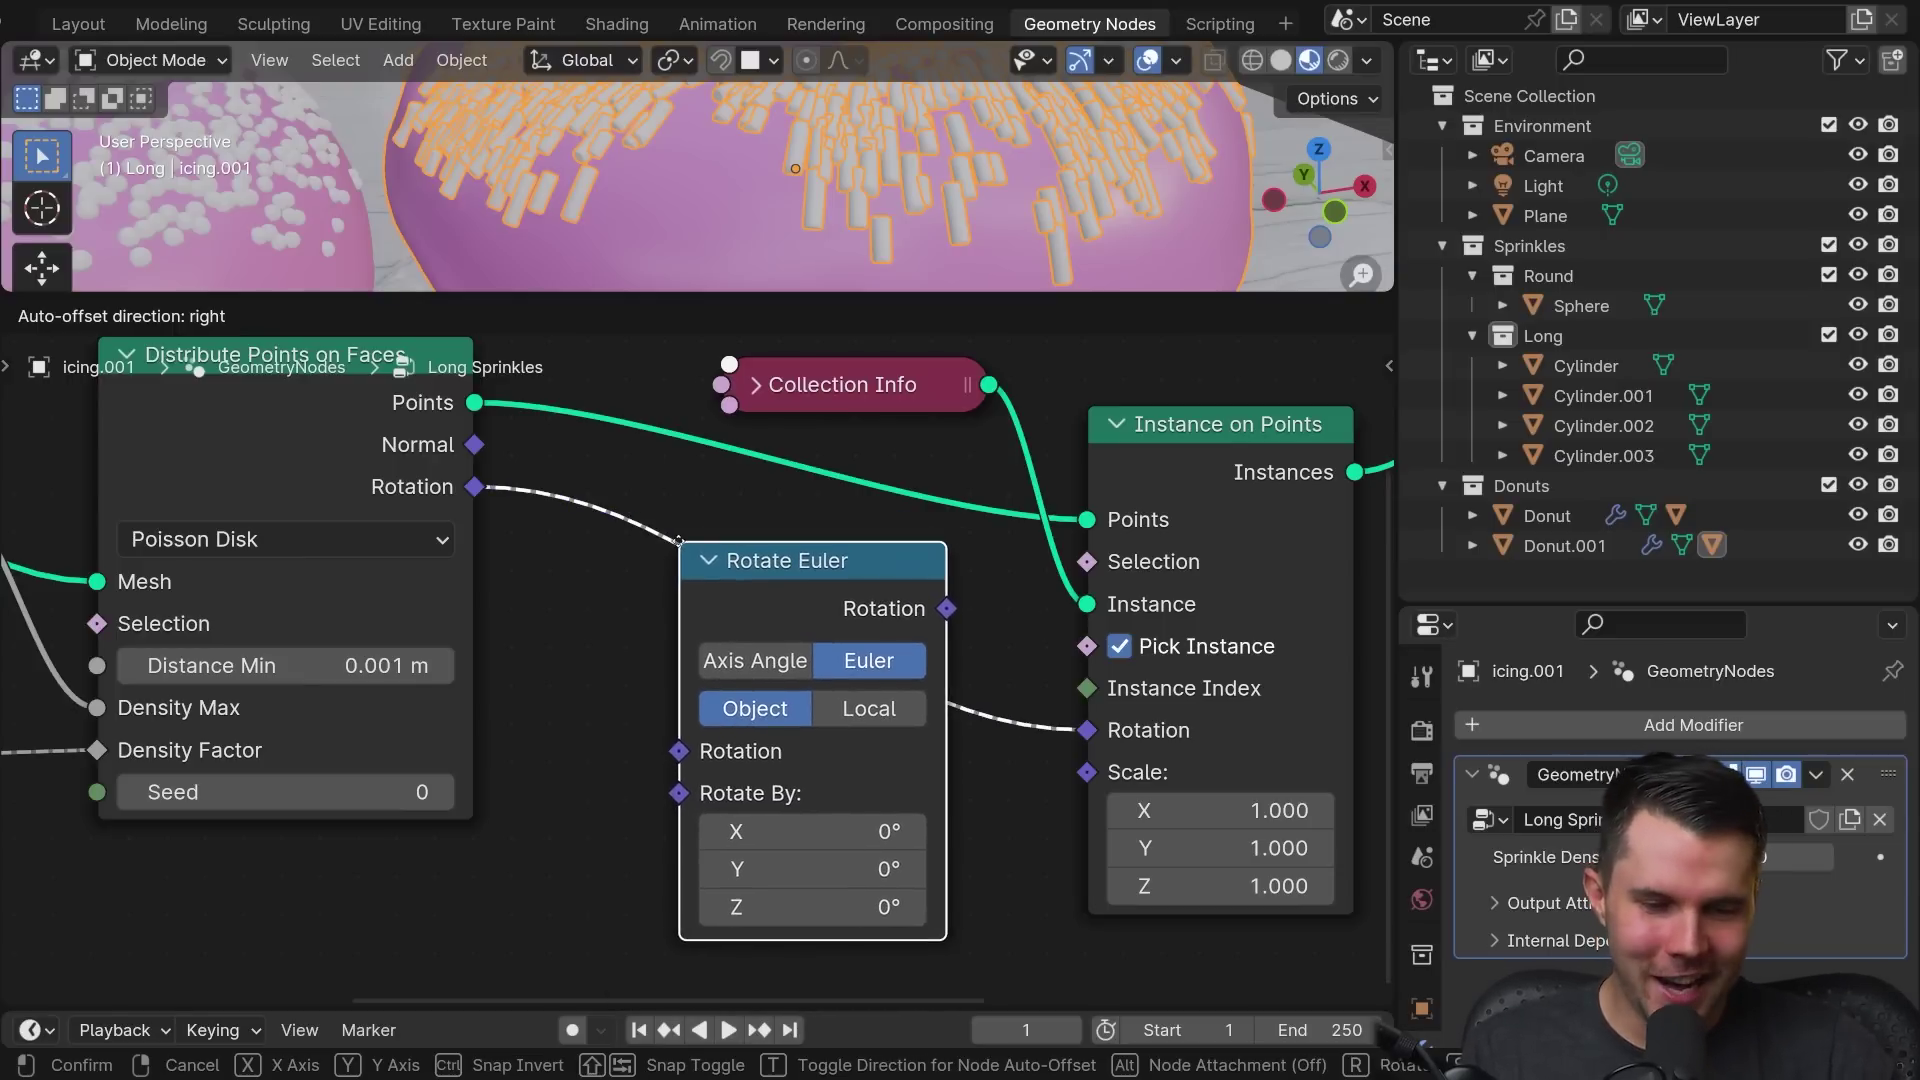 Layout Modeling Sculpting UV Editing Texture Paint Shading Animation Rendering Compositing Geometry Nodes Scripting + Scene ViewLayer
Object Mode View Select Add Object Global
Options
User Perspective
(1) Long | icing.001
Z
Y
X
Scene Collection
Environment
Camera
Light
Plane
Sprinkles
Round
Sphere
Long
Cylinder
Cylinder.001
Cylinder.002
Cylinder.003
Donuts
Donut
Donut.001
Auto-offset direction: right
icing.001 > GeometryNodes > Long Sprinkles
Distribute Points on Faces
Points
Normal
Rotation
Poisson Disk
Mesh
Selection
Distance Min 0.001 m
Density Max
Density Factor
Seed 0
Collection Info
Rotate Euler
Rotation
Axis Angle Euler
Object Local
Rotation
Rotate By:
X 0°
Y 0°
Z 0°
Instance on Points
Instances
Points
Selection
Instance
Pick Instance
Instance Index
Rotation
Scale:
X 1.000
Y 1.000
Z 1.000
icing.001 > GeometryNodes
+ Add Modifier
Long
Sprinkle
Output
Internal
Playback Keying View Marker 1 Start 1 End 250
Confirm Cancel X X Axis Y Y Axis Ctrl Snap Invert Snap Toggle T Toggle Direction for Node Auto-Offset Alt Node Attachment (Off) R